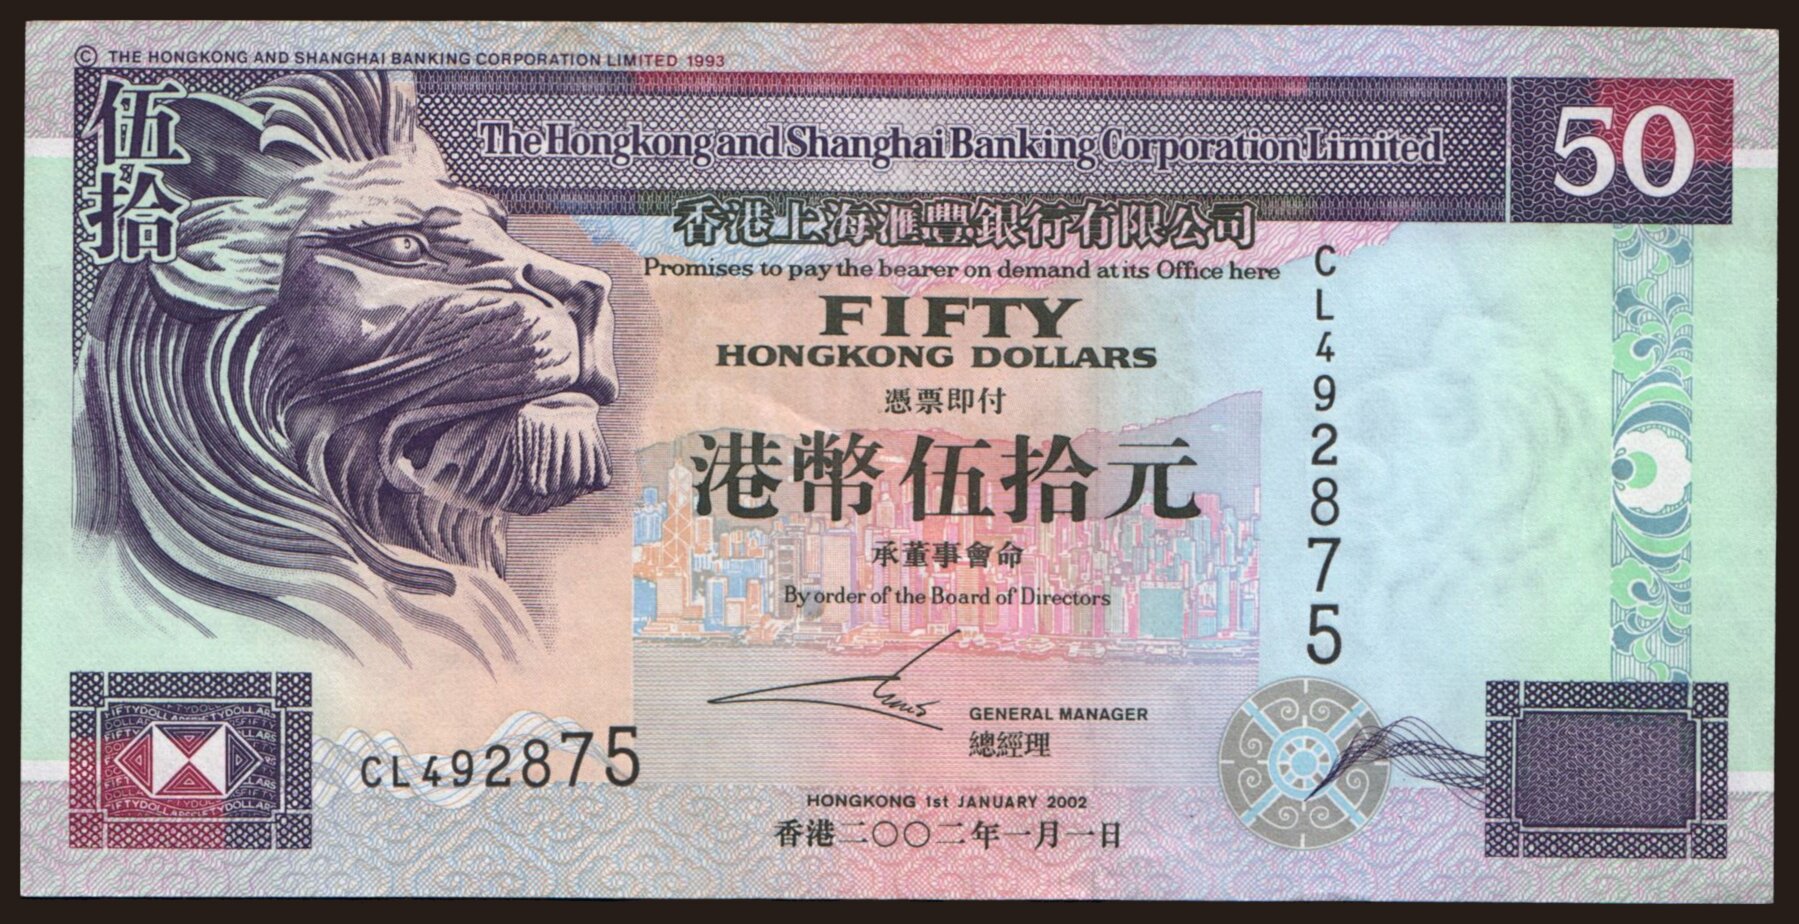 © THE HONGKONG AND SHANGHAI BANKING CORPORATION LIMITED 1993
伍拾
The Hongkong and Shanghai Banking Corporation Limited
50
香港上海滙豐銀行有限公司
Promises to pay the bearer on demand at its Office here
CL492875
FIFTY
HONGKONG DOLLARS
憑票即付
港幣伍拾元
承董事會命
By order of the Board of Directors
GENERAL MANAGER
總經理
CL492875
HONGKONG 1st JANUARY 2002
香港二〇〇二年一月一日